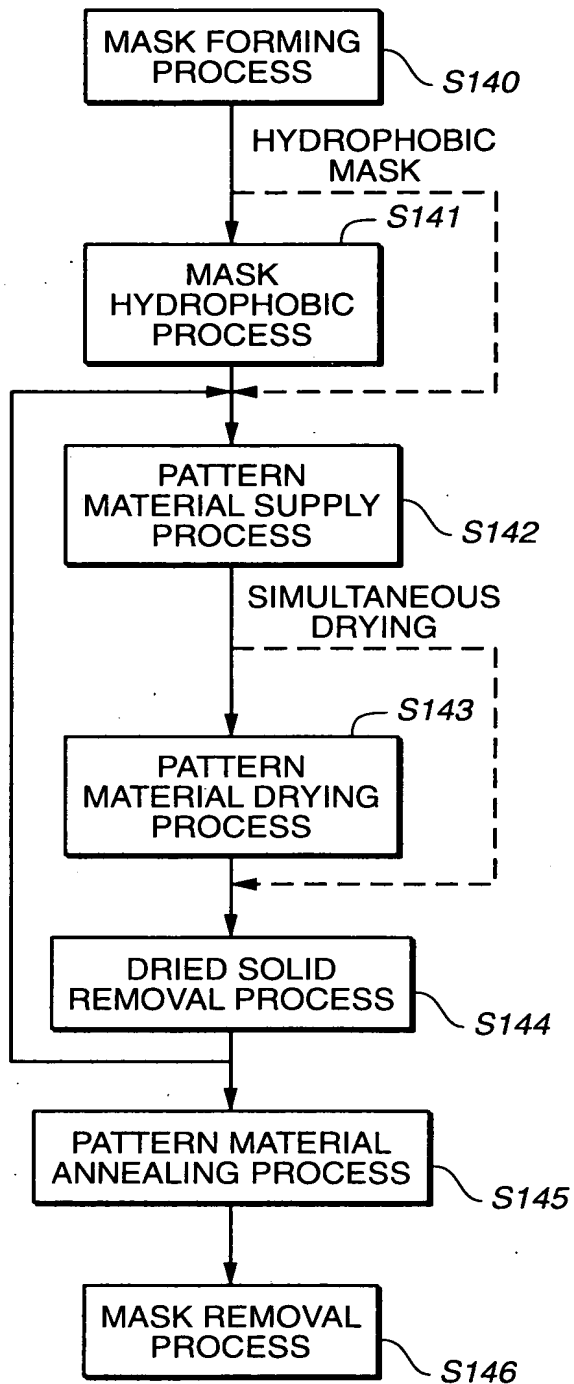 MASK FORMING
PROCESS
S140
HYDROPHOBIC
MASK
S141
MASK
HYDROPHOBIC
PROCESS
PATTERN
MATERIAL SUPPLY
PROCESS
S142
SIMULTANEOUS
DRYING
S143
PATTERN
MATERIAL DRYING
PROCESS
DRIED SOLID
REMOVAL PROCESS
S144
PATTERN MATERIAL
ANNEALING PROCESS
S145
MASK REMOVAL
PROCESS
S146